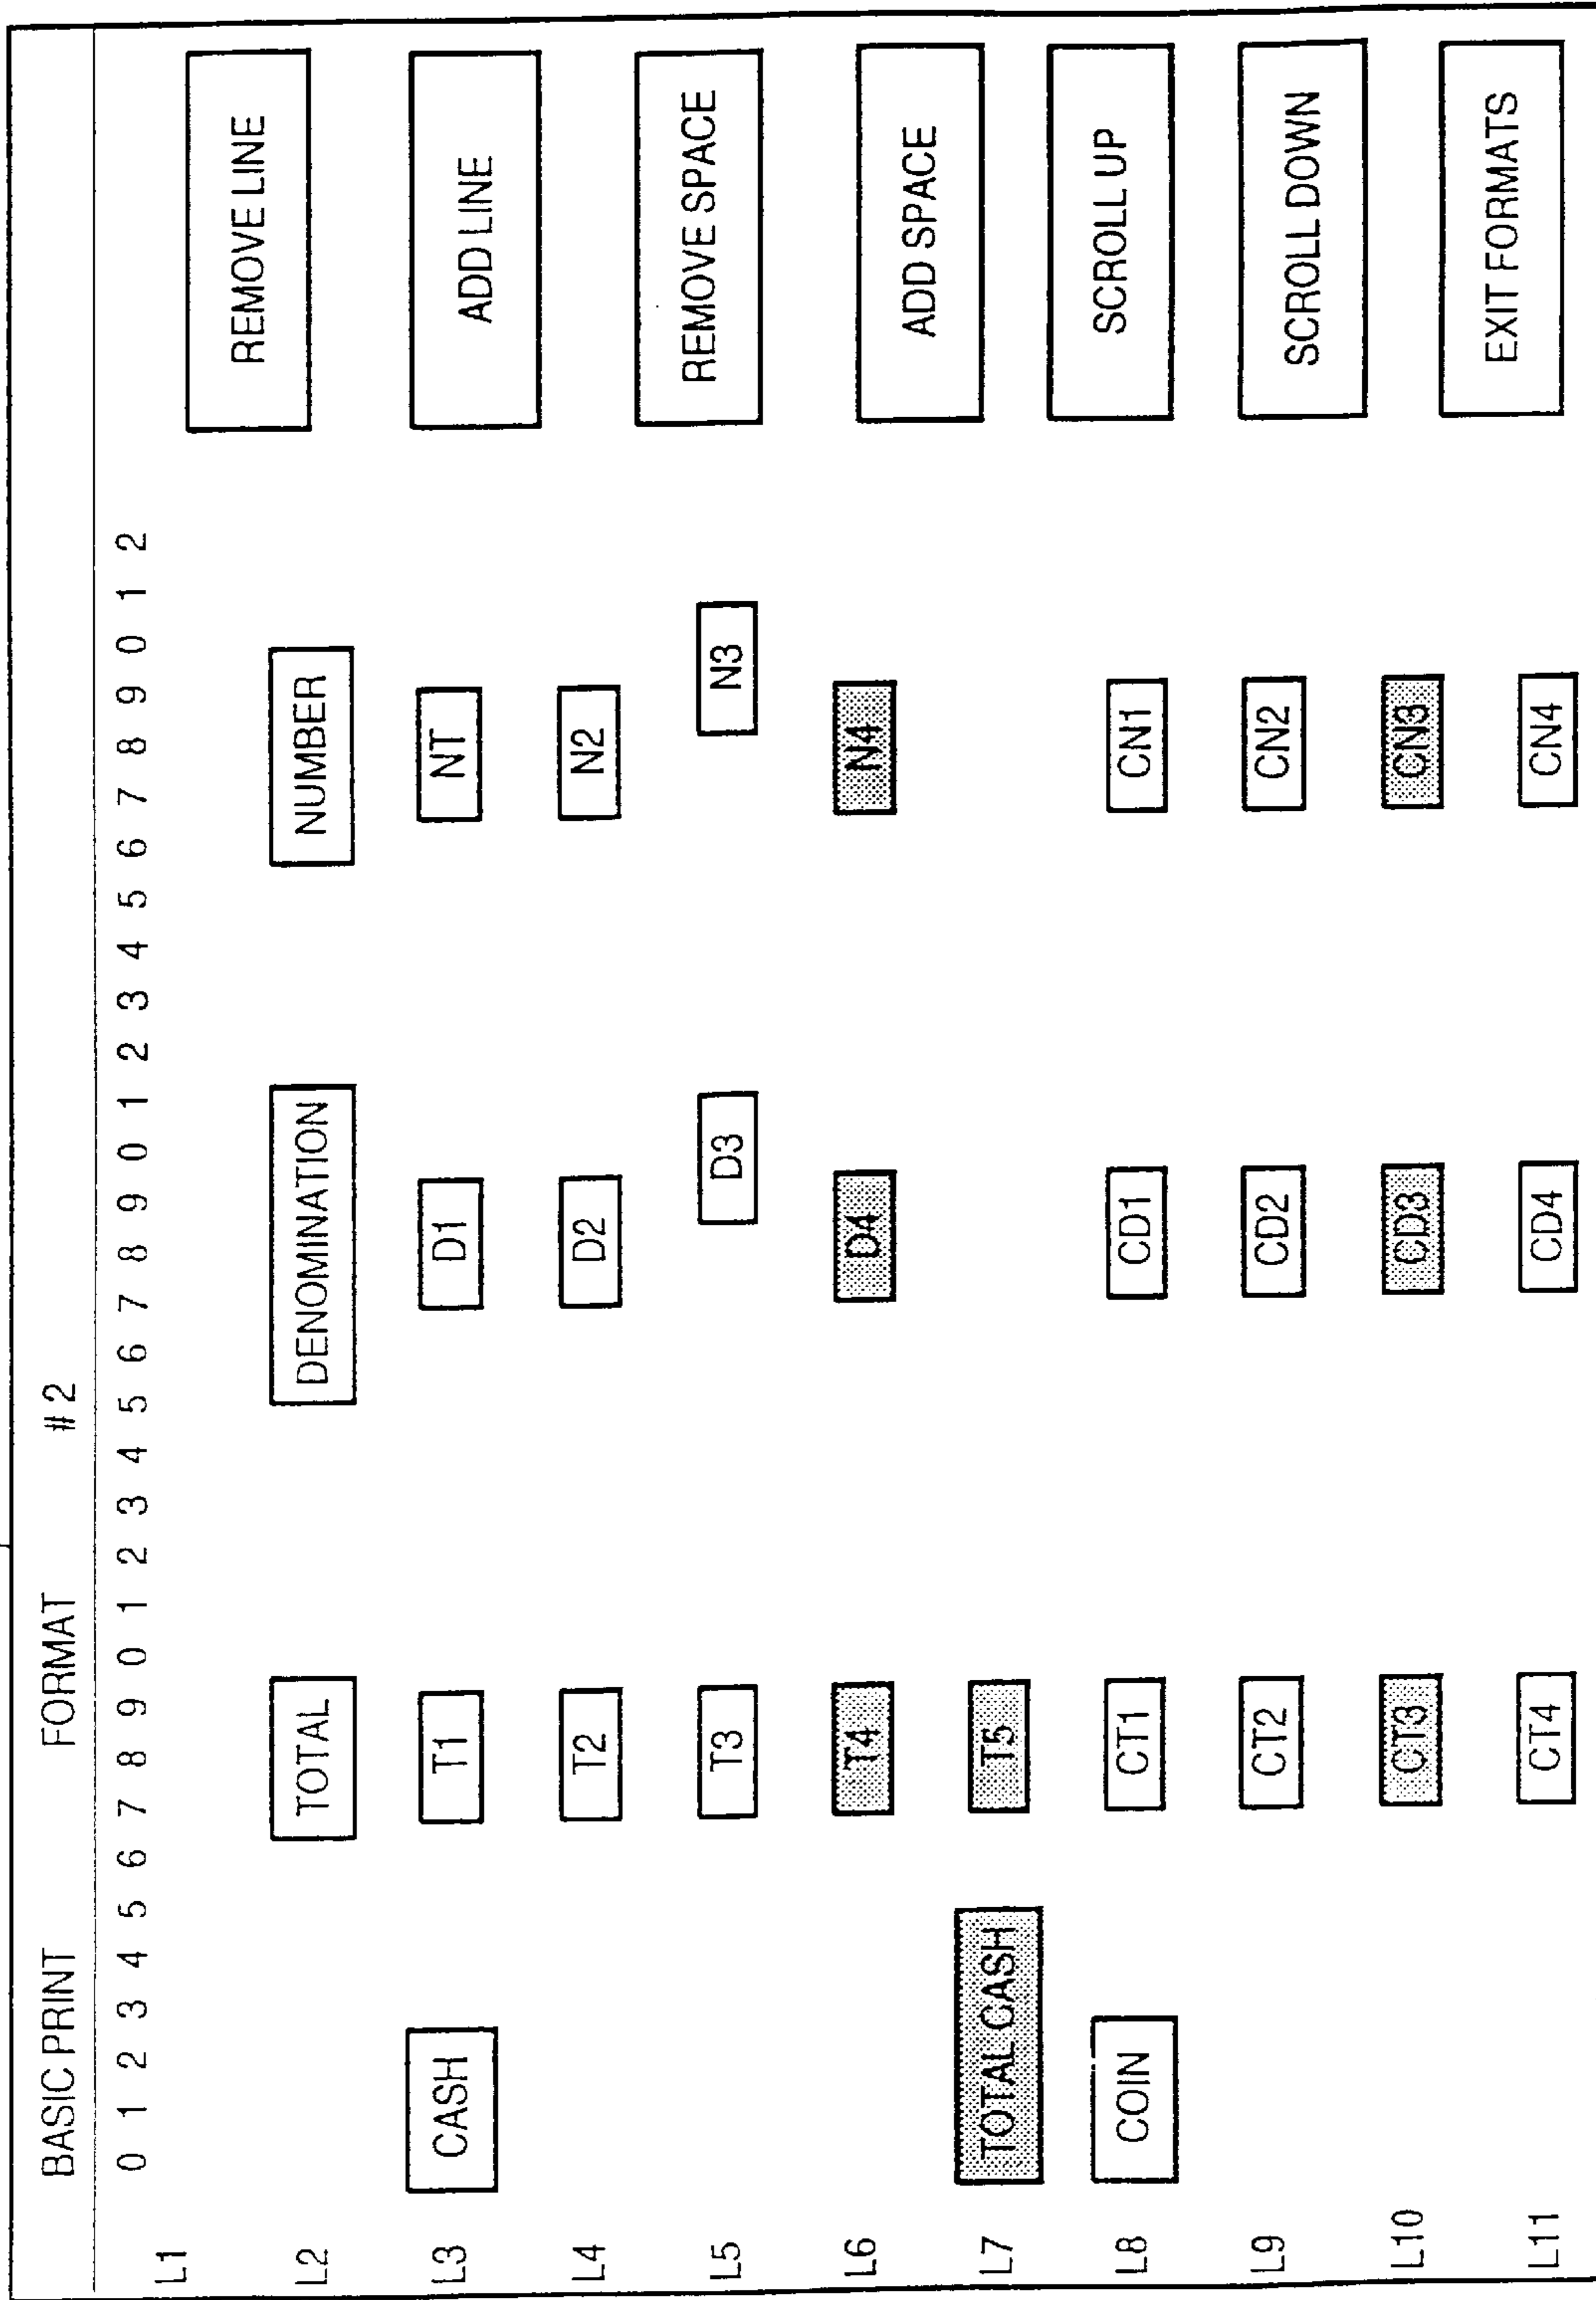 BASIC PRINT FORMAT #2
0 1 2 3 4 5 6 7 8 9 0 1 2 3 4 5 6 7 8 9 0 1 2 3 4 5 6 7 8 9 0 1 2
L1
L2 TOTAL DENOMINATION NUMBER
L3 CASH T1 D1 NT
L4 T2 D2 N2
L5 T3 D3 N3
L6 T4 D4 N4
L7 TOTAL CASH T5
L8 COIN CT1 CD1 CN1
L9 CT2 CD2 CN2
L10 CT3 CD3 CN3
L11 CT4 CD4 CN4
REMOVE LINE
ADD LINE
REMOVE SPACE
ADD SPACE
SCROLL UP
SCROLL DOWN
EXIT FORMATS